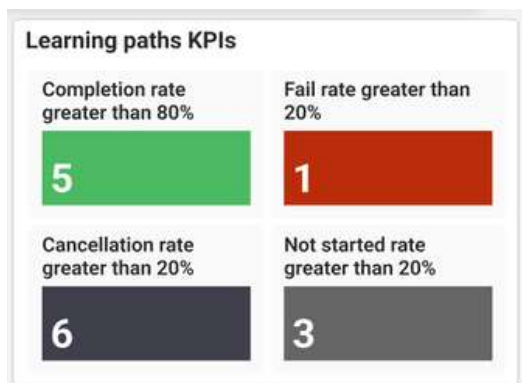 Learning paths KPIs
Completion rate
greater than 80%
5
Fail rate greater than
20%
1
Cancellation rate
greater than 20%
6
Not started rate
greater than 20%
3